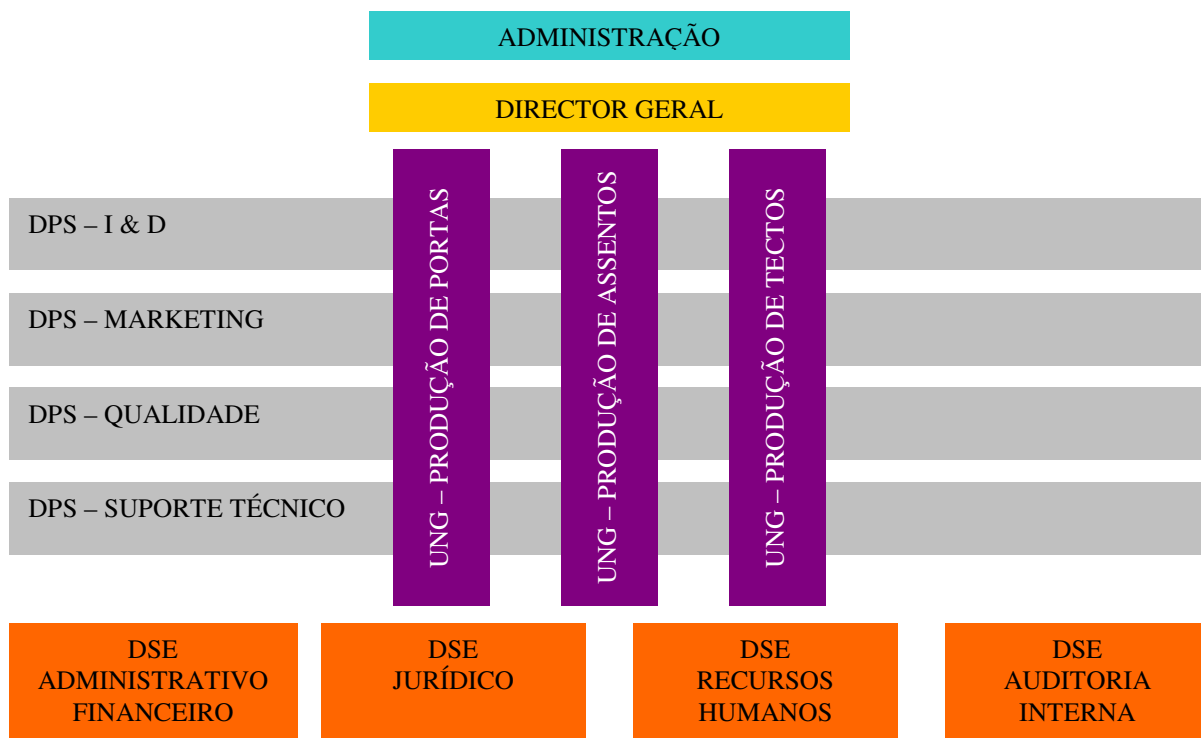 ADMINISTRAÇÃO
DIRECTOR GERAL
DPS – I & D
DPS – MARKETING
DPS – QUALIDADE
DPS – SUPORTE TÉCNICO
UNG – PRODUÇÃO DE PORTAS
UNG – PRODUÇÃO DE ASSENTOS
UNG – PRODUÇÃO DE TECTOS
DSE
ADMINISTRATIVO
FINANCEIRO
DSE
JURÍDICO
DSE
RECURSOS
HUMANOS
DSE
AUDITORIA
INTERNA